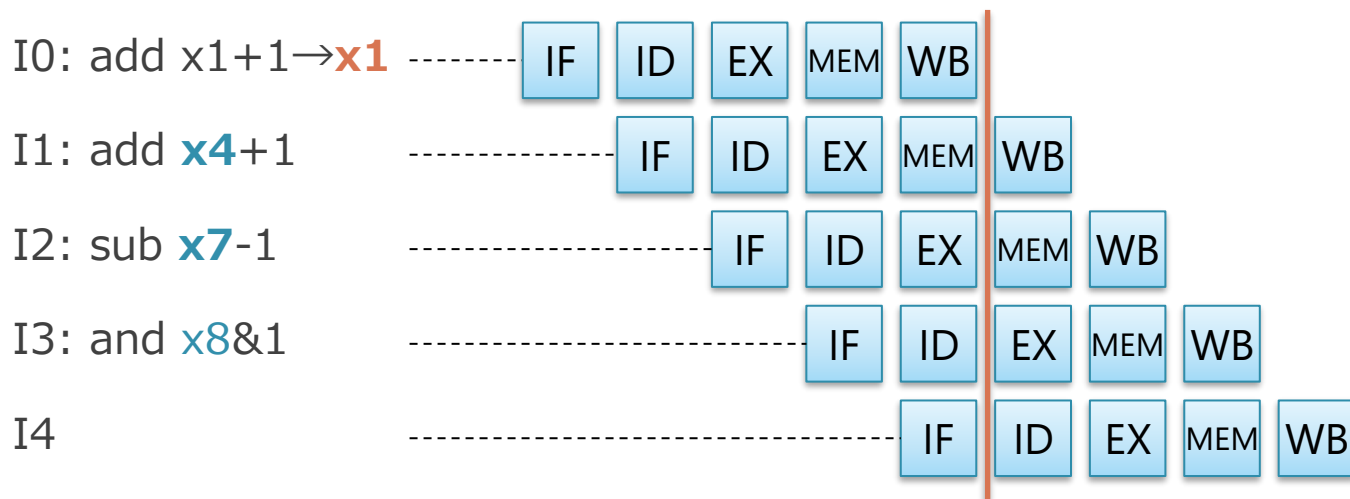 I0: add x1+1→x1 IF ID EX MEM WB
I1: add x4+1 IF ID EX MEM WB
I2: sub x7-1 IF ID EX MEM WB
I3: and x8&1 IF ID EX MEM WB
I4 IF ID EX MEM WB